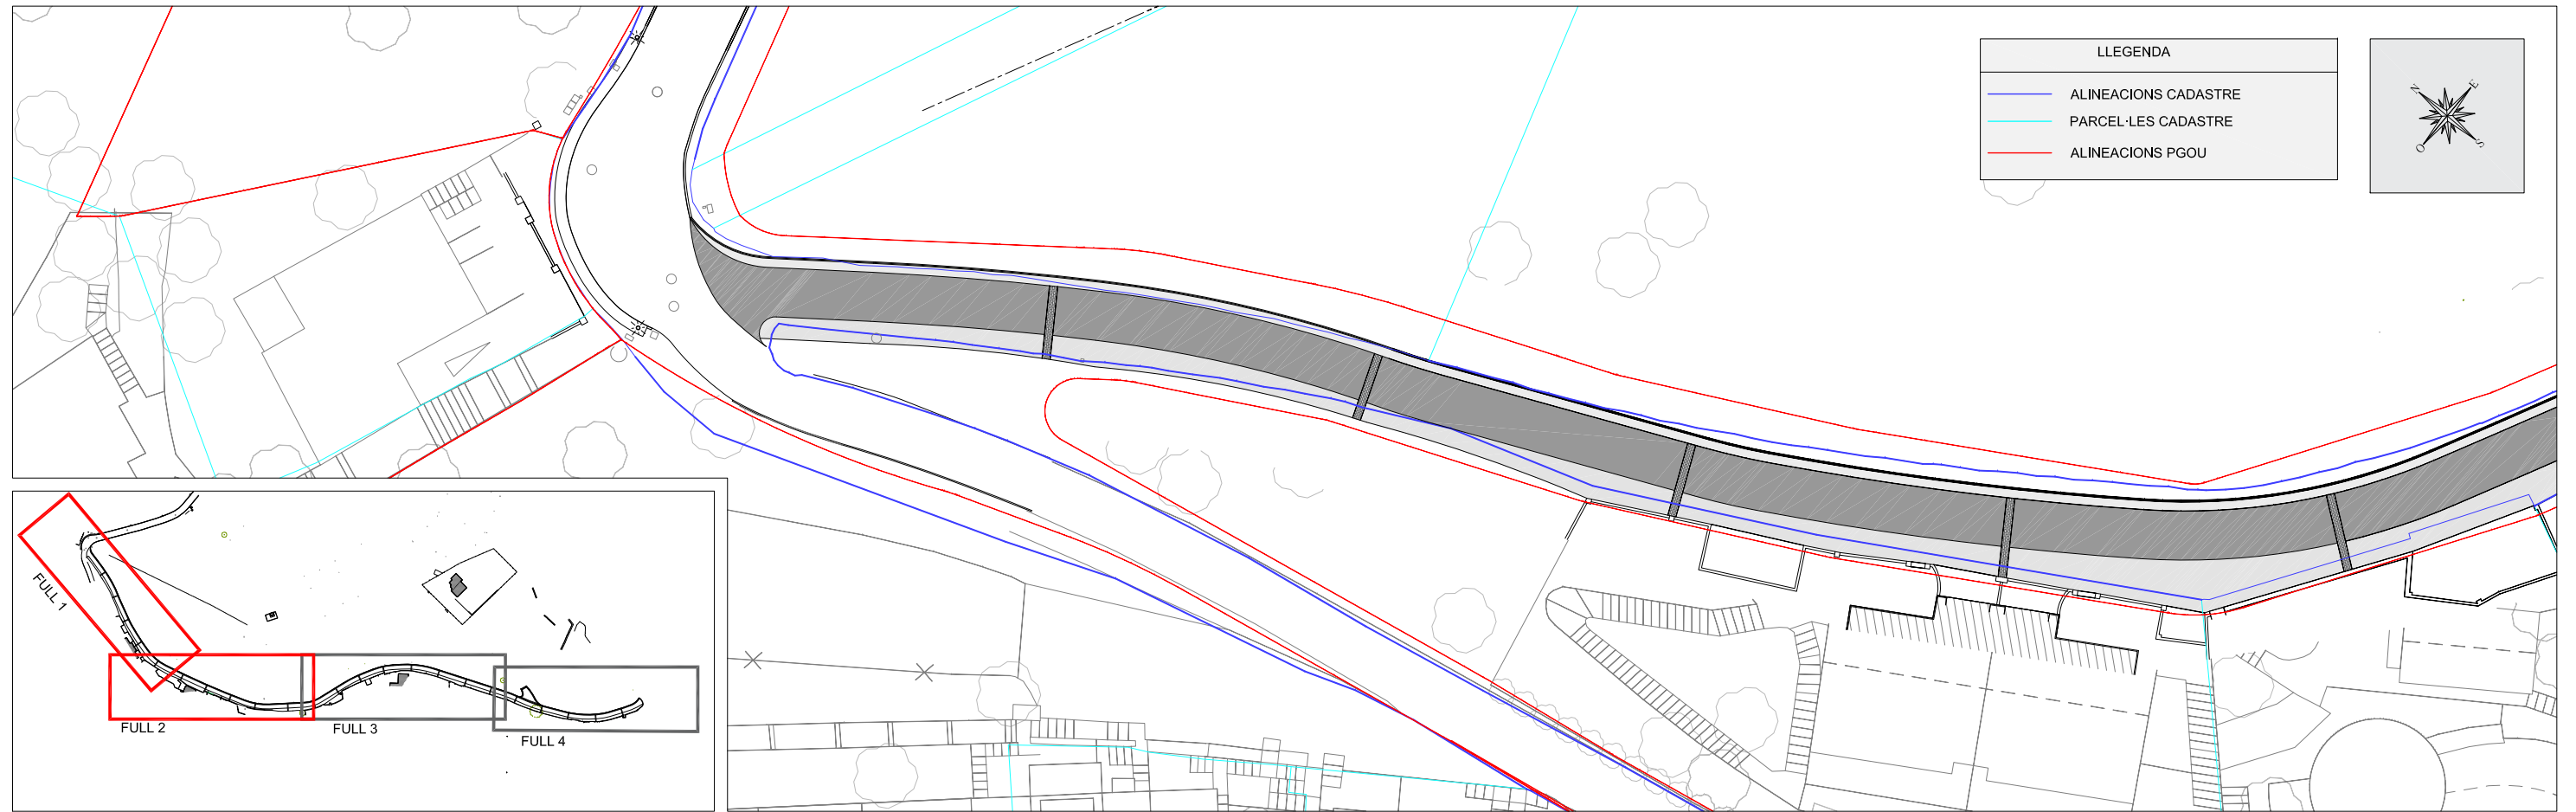 LLEGENDA
ALINEACIONS CADASTRE
PARCEL·LES CADASTRE
ALINEACIONS PGOU
N
E
O
S
FULL 1
FULL 2
FULL 3
FULL 4